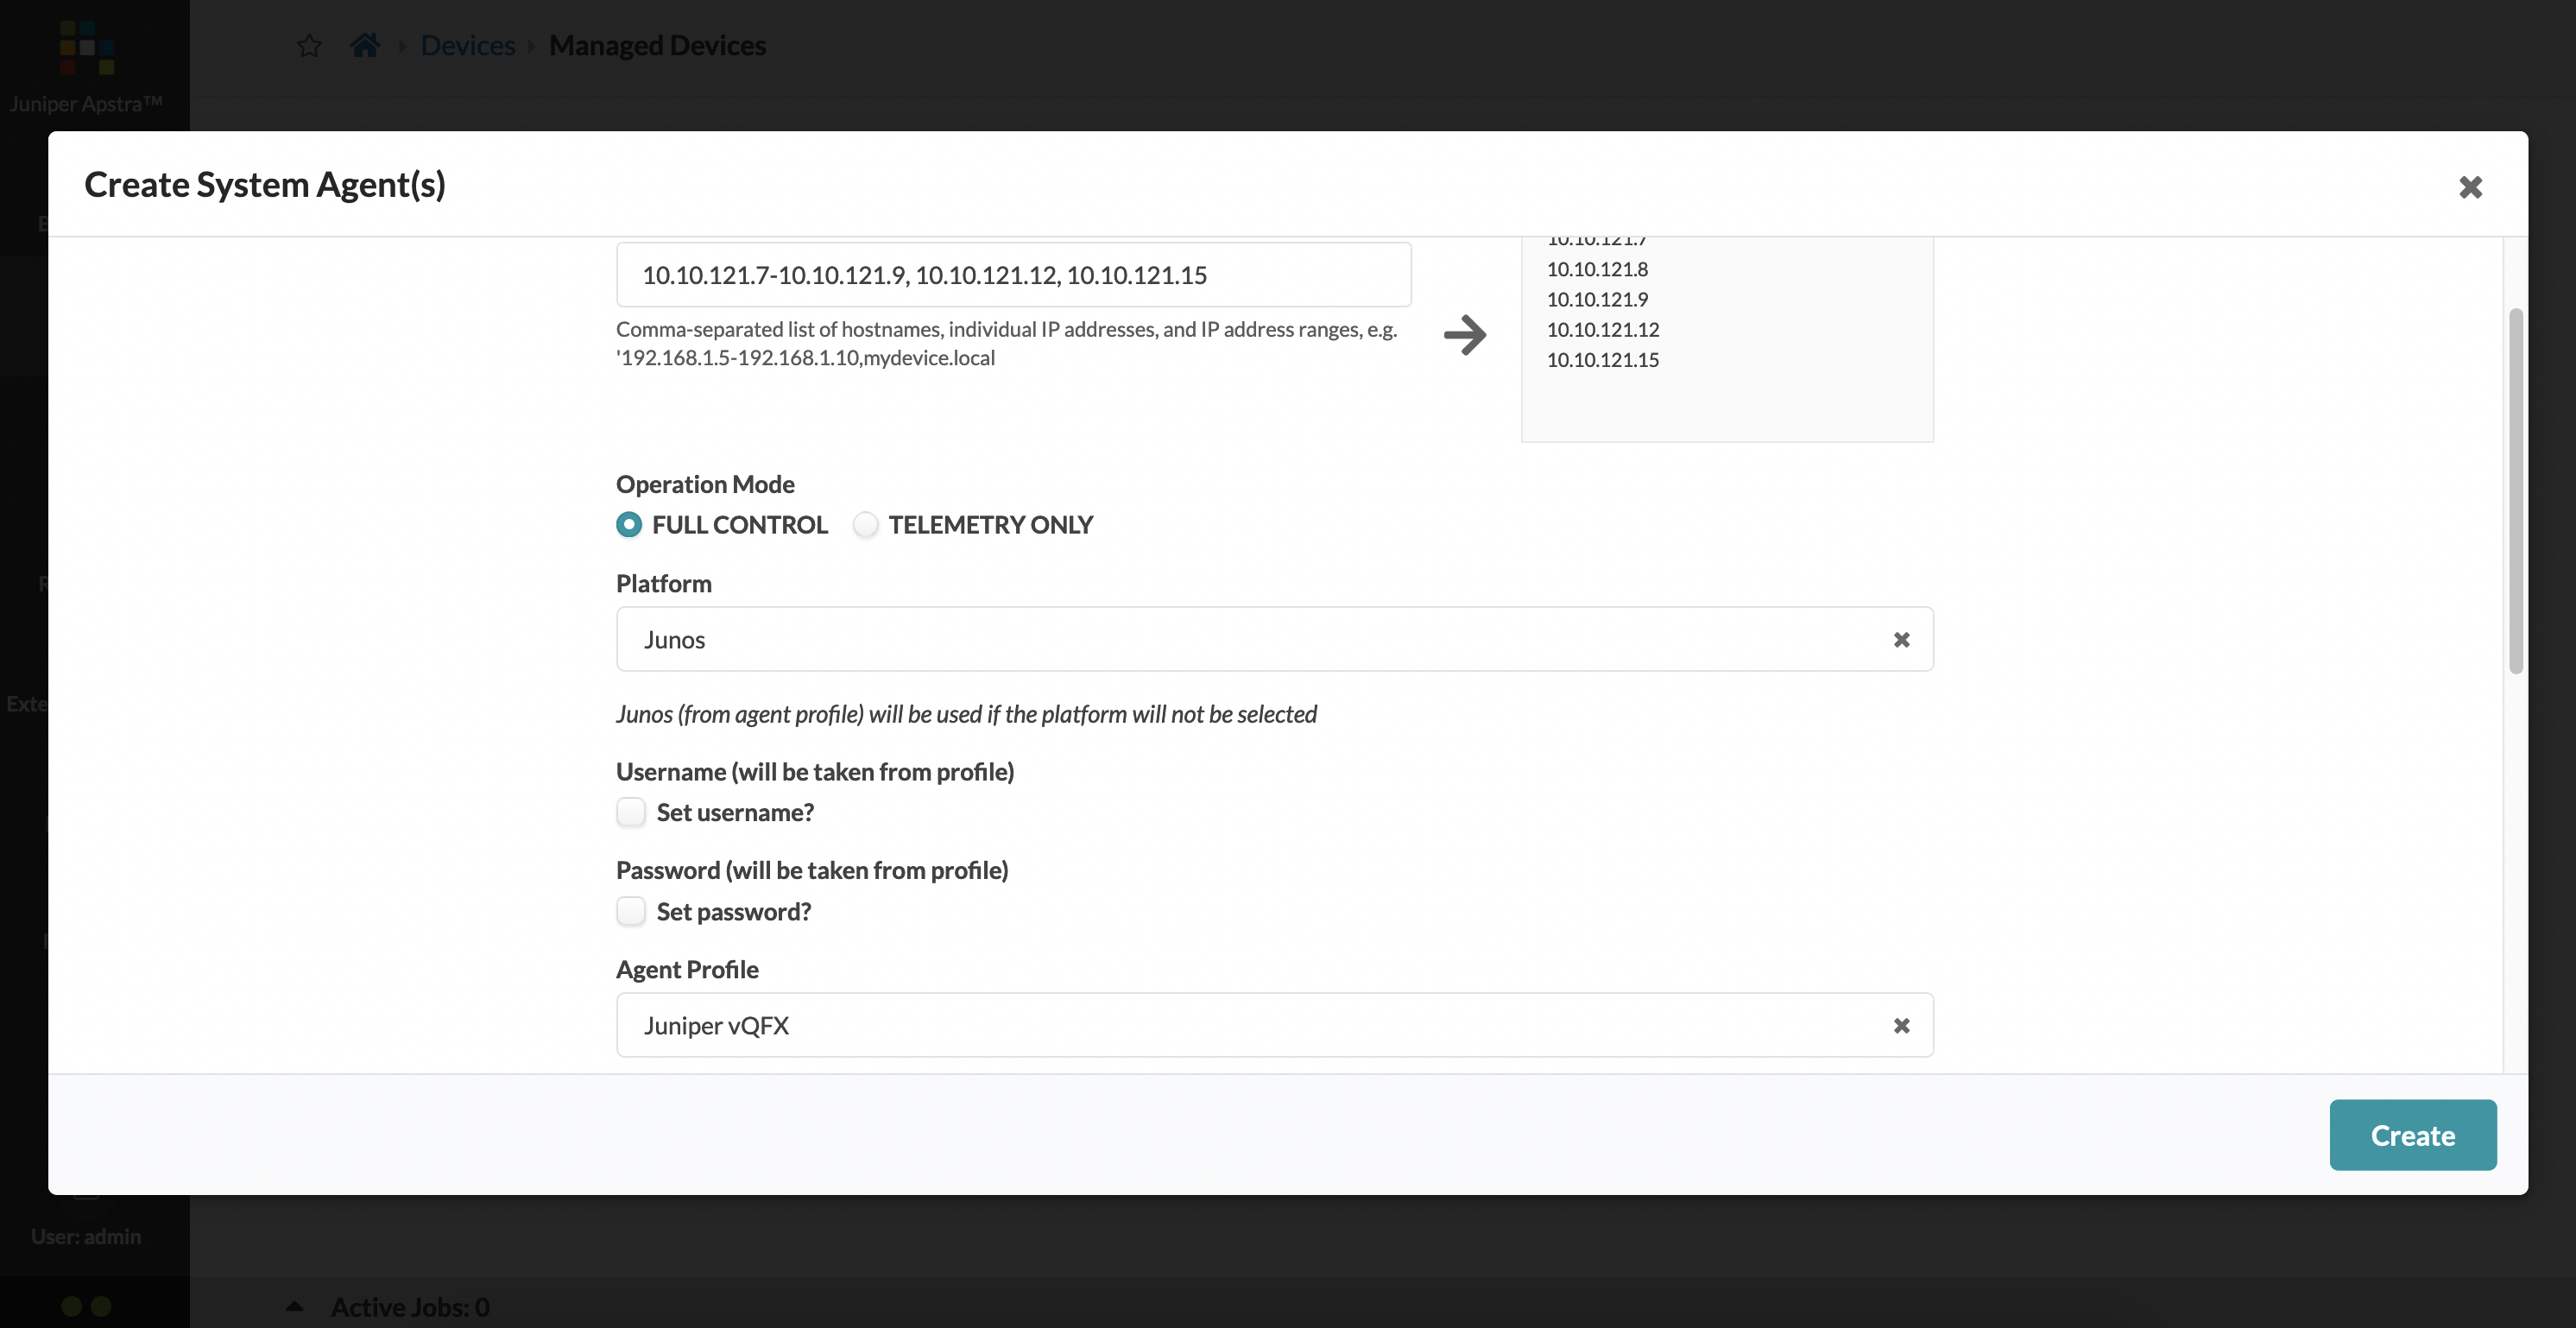 Devices
Managed Devices
Juniper Apstra™
Create System Agent(s)
10.10.121.7-10.10.121.9, 10.10.121.12, 10.10.121.15
Comma-separated list of hostnames, individual IP addresses, and IP address ranges, e.g.
'192.168.1.5-192.168.1.10,mydevice.local
10.10.121.7
10.10.121.8
10.10.121.9
10.10.121.12
10.10.121.15
Operation Mode
FULL CONTROL TELEMETRY ONLY
Platform
Junos
Junos (from agent profile) will be used if the platform will not be selected
Username (will be taken from profile)
Set username?
Password (will be taken from profile)
Set password?
Agent Profile
Juniper vQFX
Create
User: admin
Active Jobs: 0